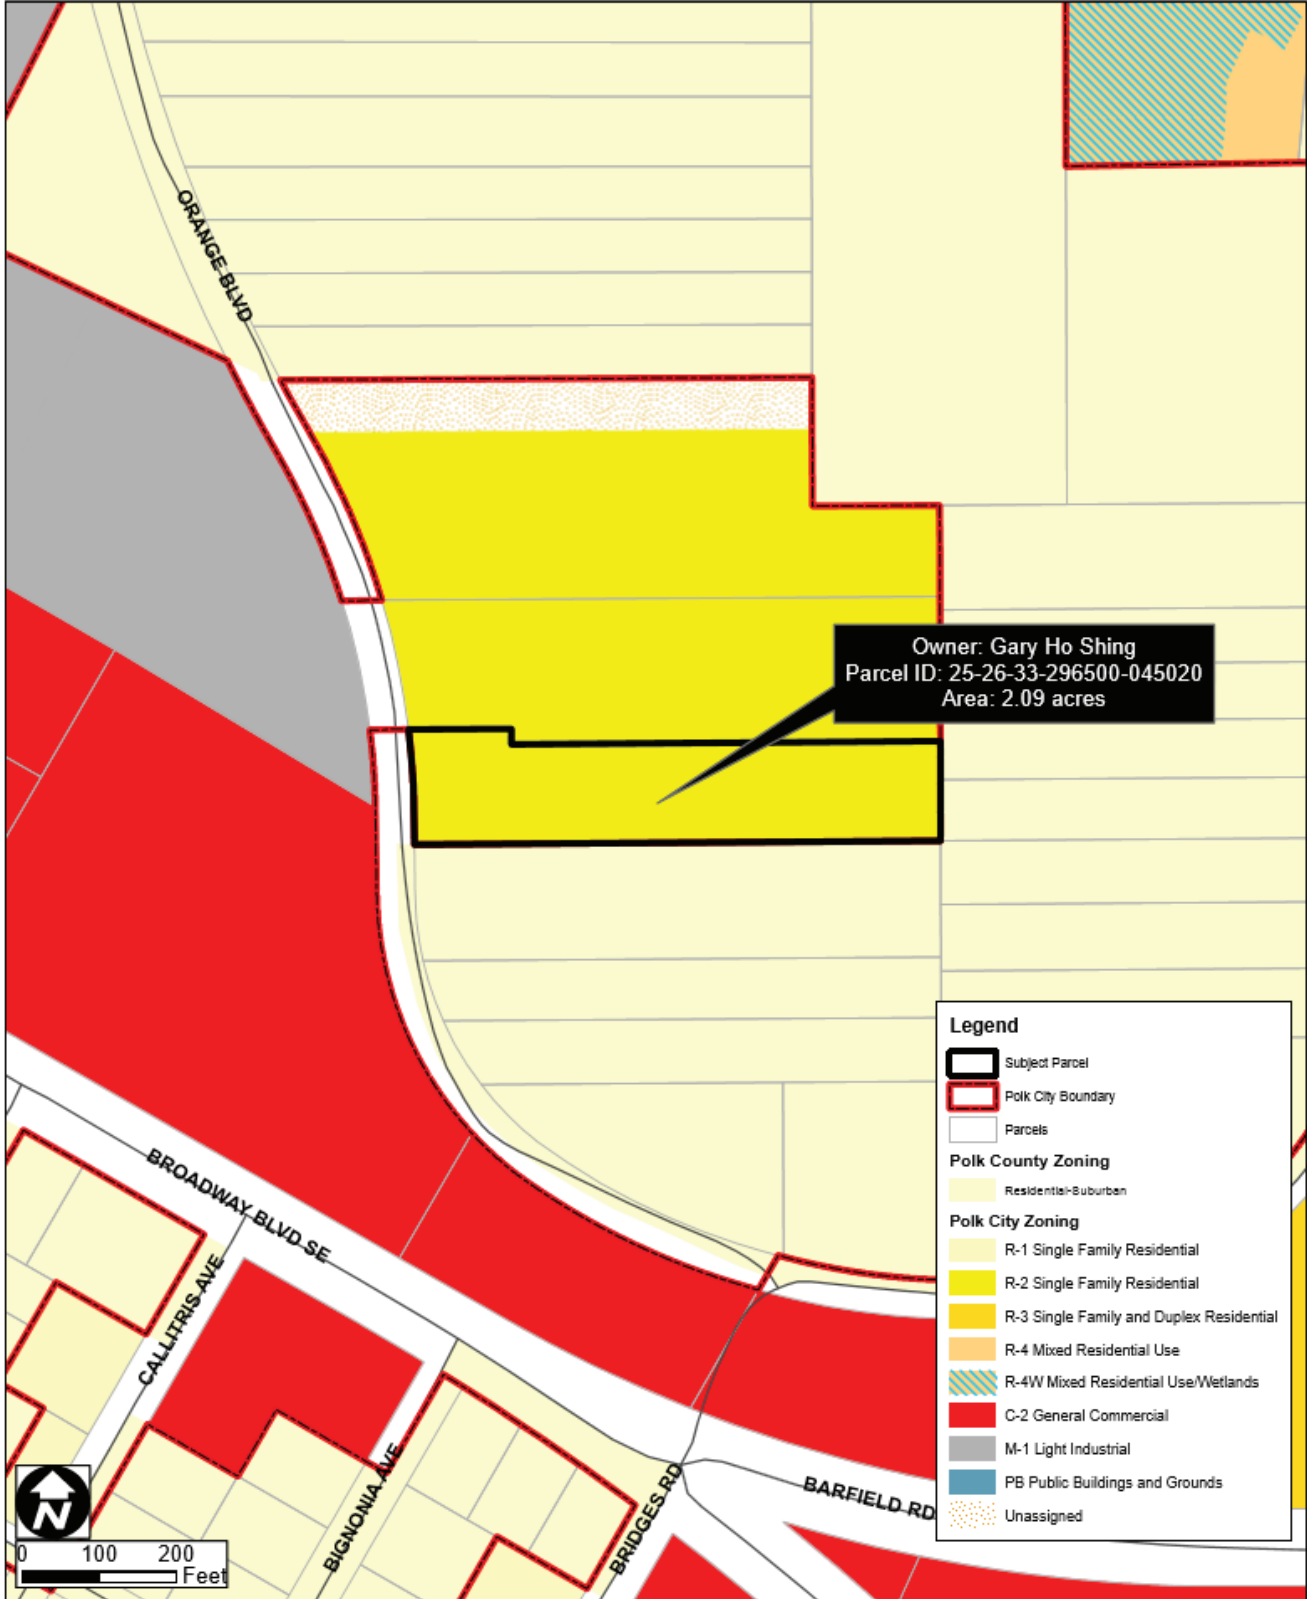 ORANGE BLVD
Owner: Gary Ho Shing
Parcel ID: 25-26-33-296500-045020
Area: 2.09 acres
BROADWAY BLVD SE
CALLITRIS AVE
BIGNONIA AVE
BRIDGES RD
BARFIELD RD
Legend
Subject Parcel
Polk City Boundary
Parcels
Polk County Zoning
Residential-Suburban
Polk City Zoning
R-1 Single Family Residential
R-2 Single Family Residential
R-3 Single Family and Duplex Residential
R-4 Mixed Residential Use
R-4W Mixed Residential Use/Wetlands
C-2 General Commercial
M-1 Light Industrial
PB Public Buildings and Grounds
Unassigned
N
0 100 200
Feet